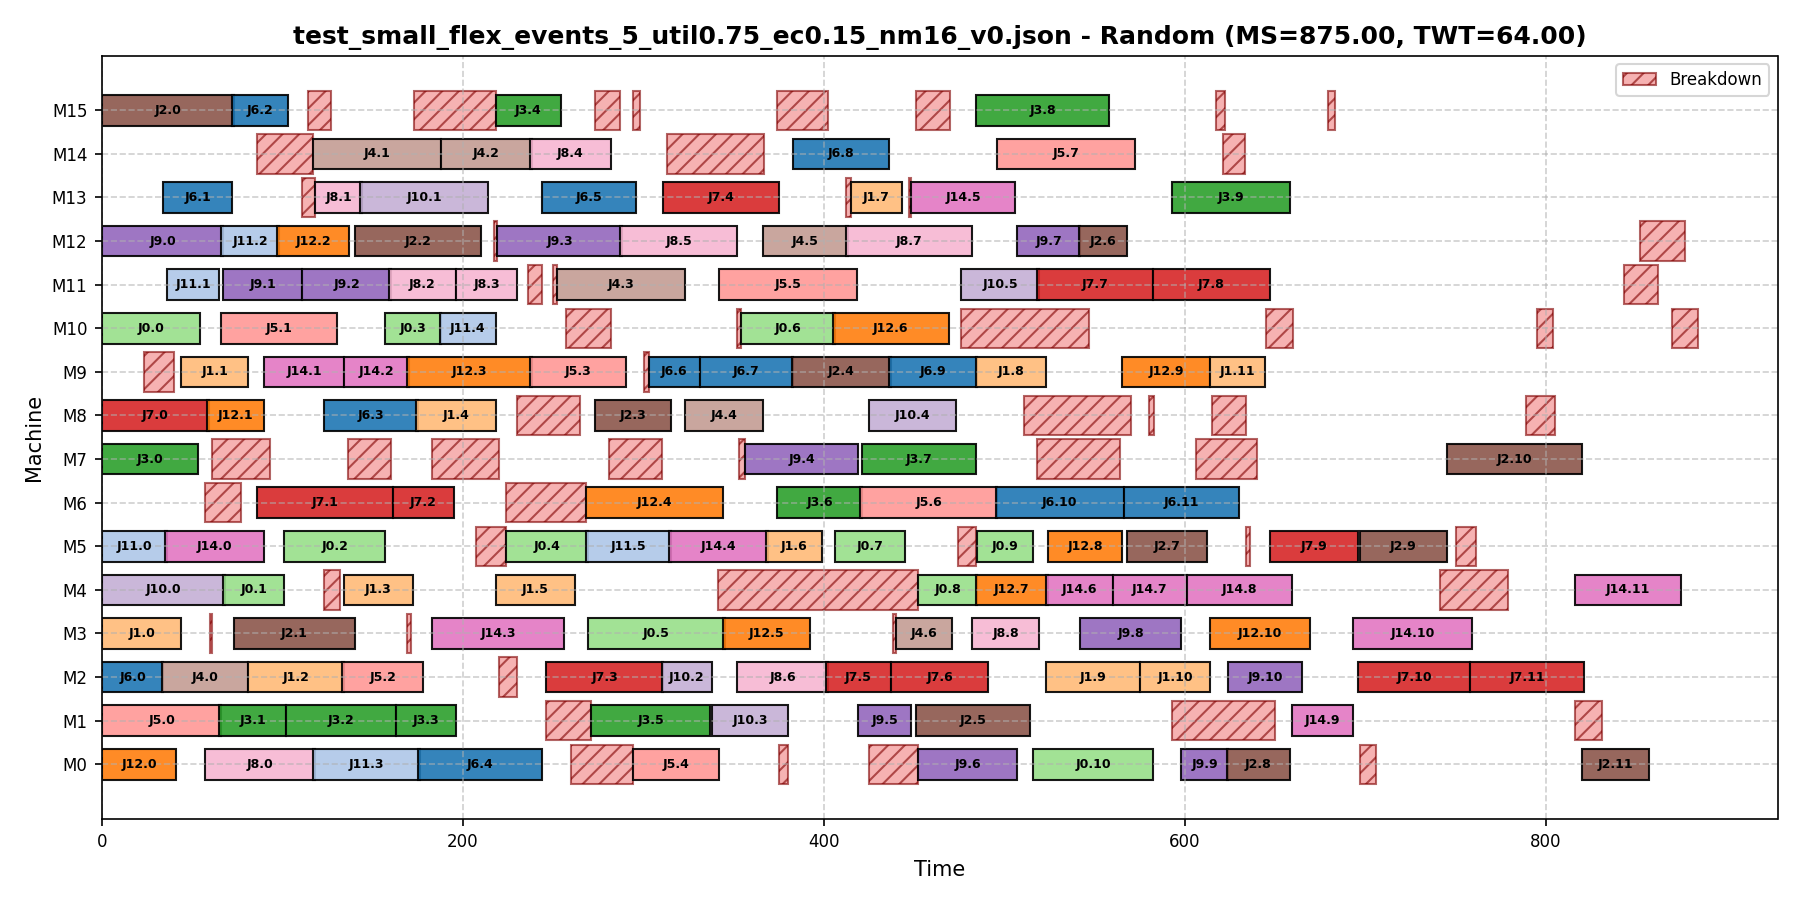 test_small_flex_events_5_util0.75_ec0.15_nm16_v0.json - Random (MS=875.00, TWT=64.00)
Breakdown
M15 J2.0 J6.2 J3.4 J3.8
M14 J4.1 J4.2 J8.4 J6.8 J5.7
M13 J6.1 J8.1 J10.1 J6.5 J7.4 J1.7 J14.5 J3.9
M12 J9.0 J11.2 J12.2 J2.2 J9.3 J8.5 J4.5 J8.7 J9.7 J2.6
M11 J11.1 J9.1 J9.2 J8.2 J8.3 J4.3 J5.5 J10.5 J7.7 J7.8
M10 J0.0 J5.1 J0.3 J11.4 J0.6 J12.6
M9 J1.1 J14.1 J14.2 J12.3 J5.3 J6.6 J6.7 J2.4 J6.9 J1.8 J12.9 J1.11
M8 J7.0 J12.1 J6.3 J1.4 J2.3 J4.4 J10.4
M7 J3.0 J9.4 J3.7 J2.10
M6 J7.1 J7.2 J12.4 J3.6 J5.6 J6.10 J6.11
M5 J11.0 J14.0 J0.2 J0.4 J11.5 J14.4 J1.6 J0.7 J0.9 J12.8 J2.7 J7.9 J2.9
M4 J10.0 J0.1 J1.3 J1.5 J0.8 J12.7 J14.6 J14.7 J14.8 J14.11
M3 J1.0 J2.1 J14.3 J0.5 J12.5 J4.6 J8.8 J9.8 J12.10 J14.10
M2 J6.0 J4.0 J1.2 J5.2 J7.3 J10.2 J8.6 J7.5 J7.6 J1.9 J1.10 J9.10 J7.10 J7.11
M1 J5.0 J3.1 J3.2 J3.3 J3.5 J10.3 J9.5 J2.5 J14.9
M0 J12.0 J8.0 J11.3 J6.4 J5.4 J9.6 J0.10 J9.9 J2.8 J2.11
Machine
0 200 400 600 800
Time